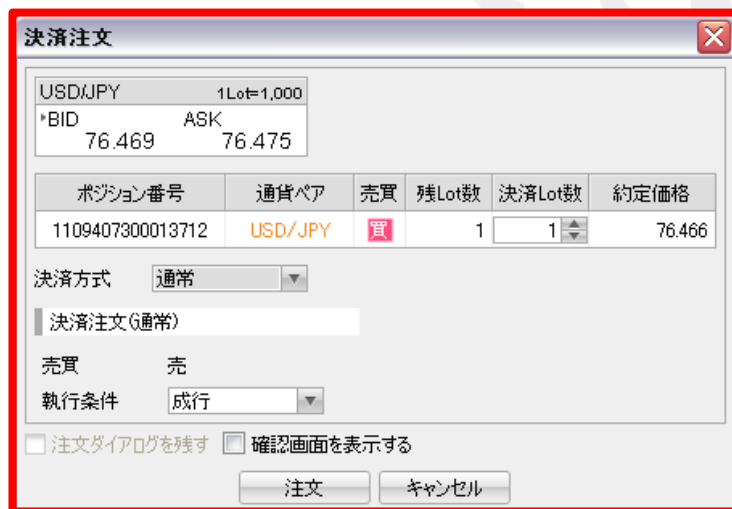 決済注文
USD/JPY 1Lot=1,000
BID ASK
76.469 76.475
ポジション番号 通貨ペア 売買 残Lot数 決済Lot数 約定価格
1109407300013712 USD/JPY 買 1 1 76.466
決済方式 通常
決済注文(通常)
売買 売
執行条件 成行
注文ダイアログを残す 確認画面を表示する
注文 キャンセル